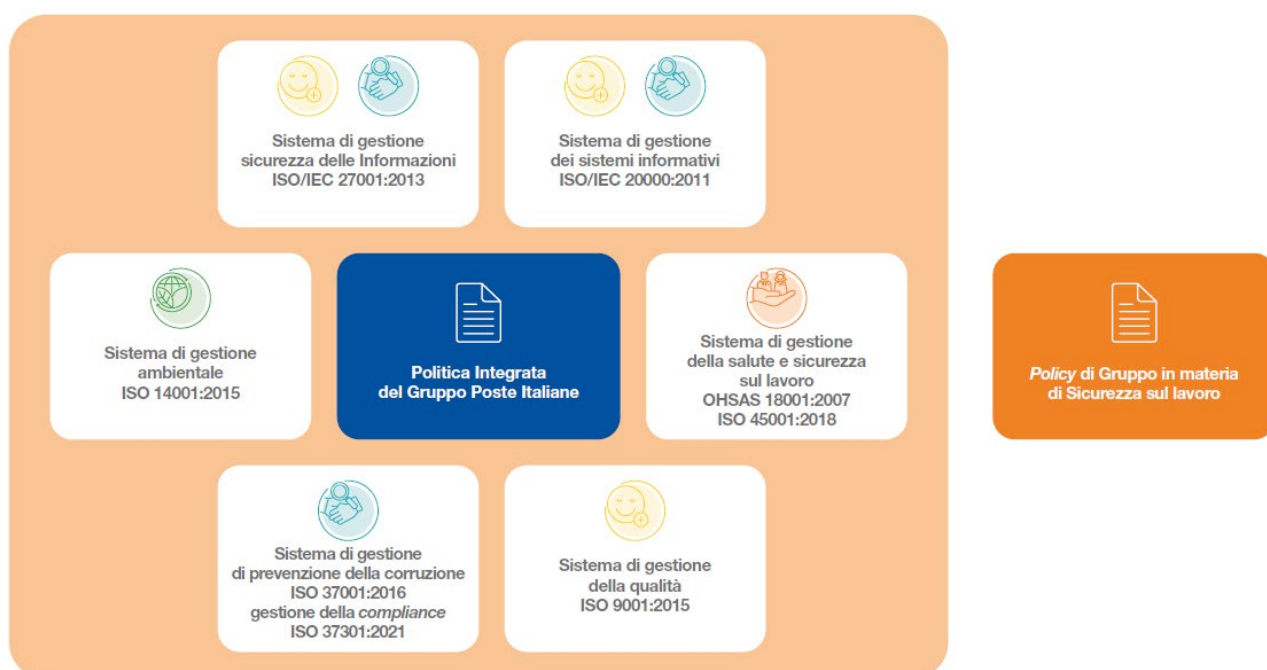 Sistema di gestione
sicurezza delle Informazioni
ISO/IEC 27001:2013
Sistema di gestione
dei sistemi informativi
ISO/IEC 20000:2011
Sistema di gestione
ambientale
ISO 14001:2015
Politica Integrata
del Gruppo Poste Italiane
Sistema di gestione
della salute e sicurezza
sul lavoro
OHSAS 18001:2007
ISO 45001:2018
Policy di Gruppo in materia
di Sicurezza sul lavoro
Sistema di gestione
di prevenzione della corruzione
ISO 37001:2016
gestione della compliance
ISO 37301:2021
Sistema di gestione
della qualità
ISO 9001:2015